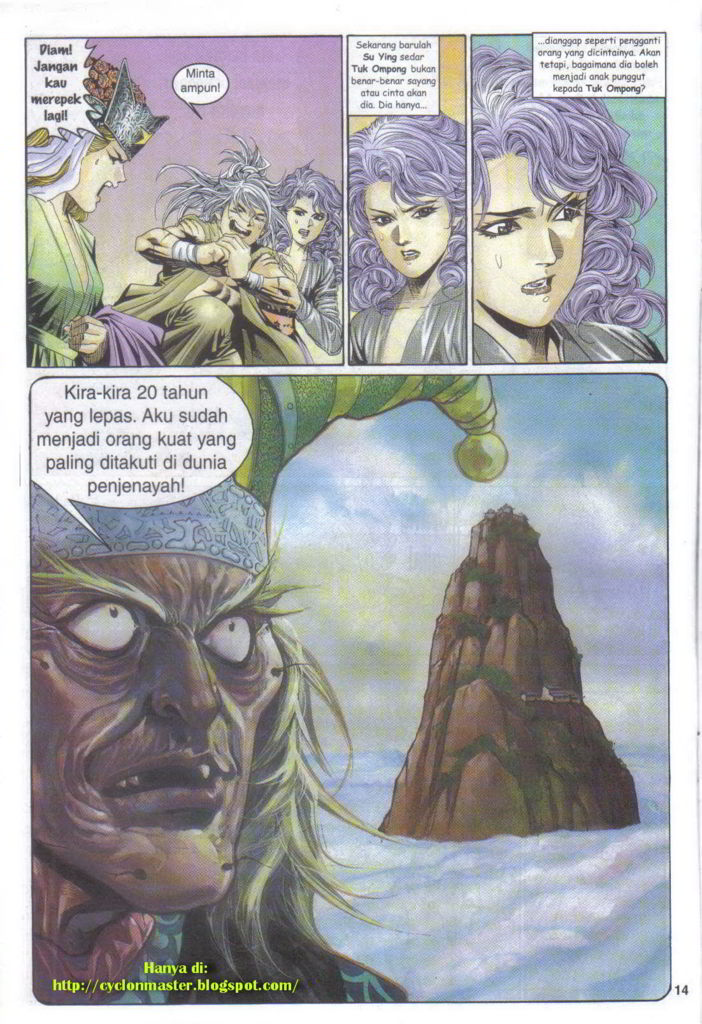 Diam!
Jangan
kau
merepek
lagi!
Minta
ampun!
Sekarang barulah
Su Ying sedar
Tuk Ompong bukan
benar-benar sayang
atau cinta akan
dia. Dia hanya...
...dianggap seperti pengganti
orang yang dicintainya. Akan
tetapi, bagaimana dia boleh
menjadi anak pungut
kepada Tuk Ompong?
Kira-kira 20 tahun
yang lepas. Aku sudah
menjadi orang kuat yang
paling ditakuti di dunia
penjenayah!
Hanya di:
http://cyclonmaster.blogspot.com/
14